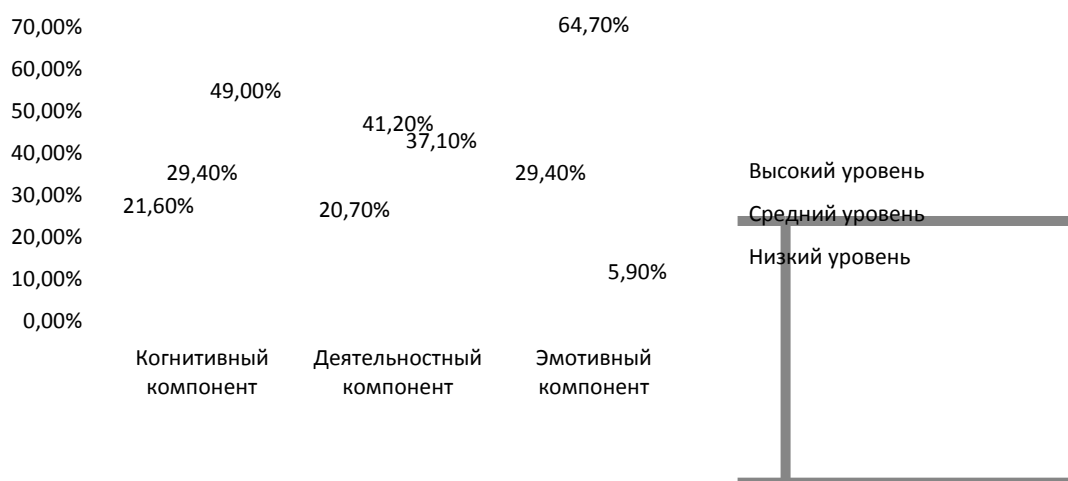 70,00%
60,00%
50,00%
40,00%
30,00%
20,00%
10,00%
0,00%
21,60%
29,40%
49,00%
20,70%
41,20%
37,10%
29,40%
64,70%
5,90%
Когнитивный
компонент
Деятельностный
компонент
Эмотивный
компонент
Высокий уровень
Средний уровень
Низкий уровень